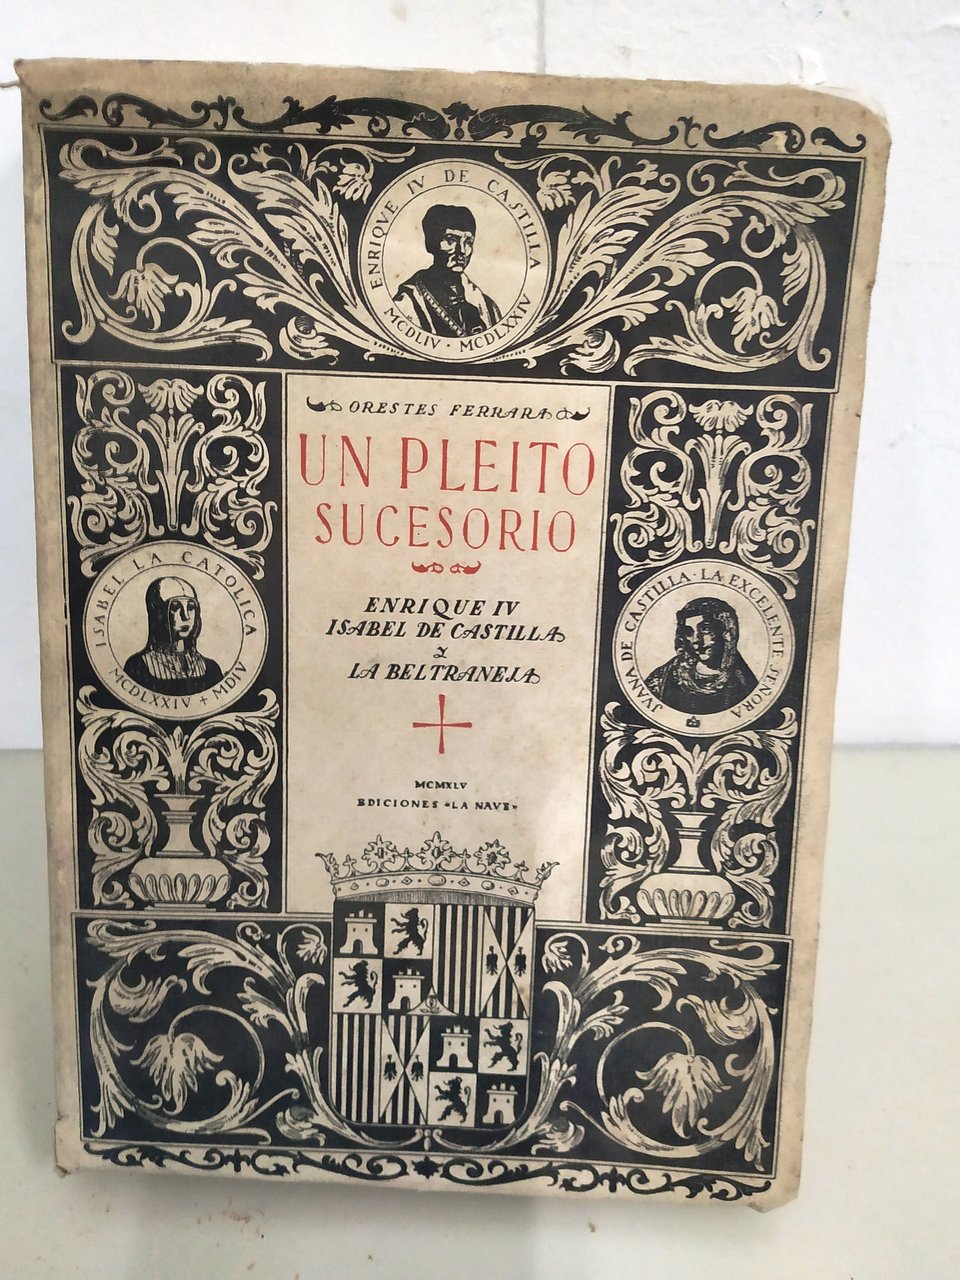 ENRIQUE IV DE CASTILLA
MCDLIV · MCDLXXIV
ORESTES FERRARA
UN PLEITO
SUCESORIO
ENRIQUE IV
ISABEL DE CASTILLA
Y
LA BELTRANEJA
ISABEL LA CATOLICA
MCDLXXIV + MDIV
JVANA DE CASTILLA · LA EXCELENTE SEÑORA
MCMXLV
EDICIONES «LA NAVE»